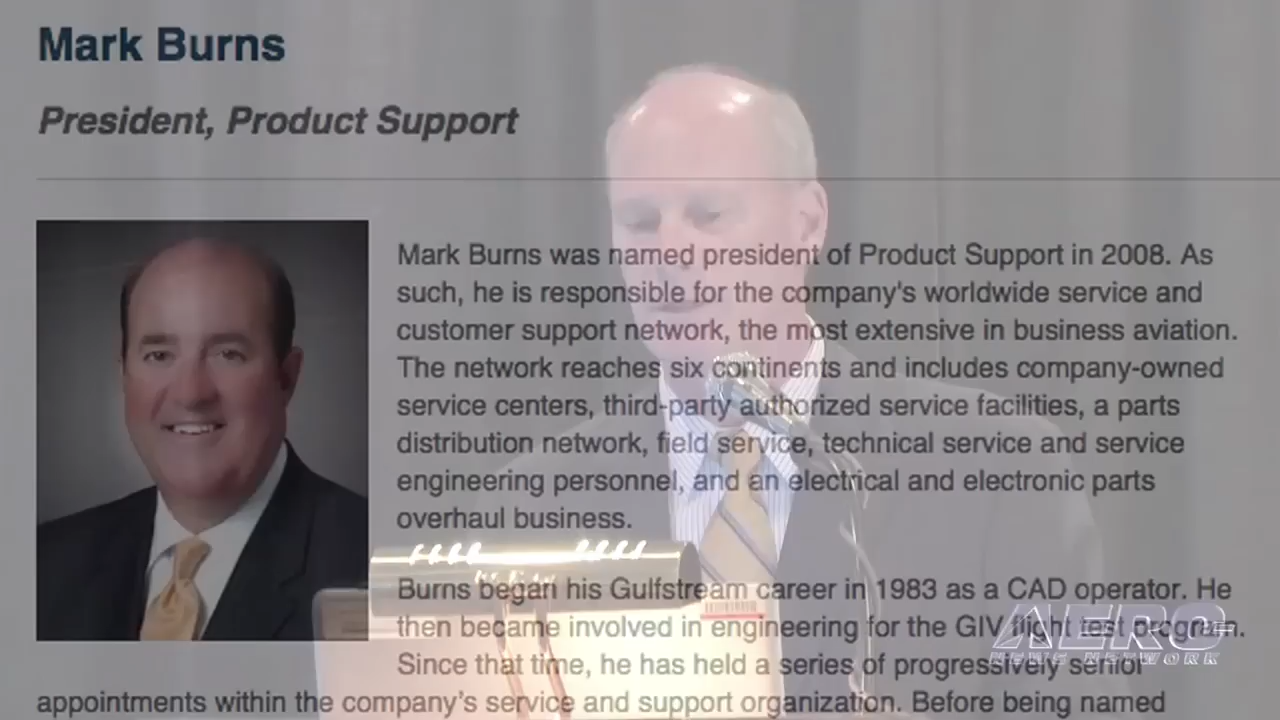 Mark Burns
President, Product Support
Mark Burns was named president of Product Support in 2008. As
such, he is responsible for the company's worldwide service and
customer support network, the most extensive in business aviation.
The network reaches six continents and includes company-owned
service centers, third-party authorized service facilities, a parts
distribution network, field service, technical service and service
engineering personnel, and an electrical and electronic parts
overhaul business.
Burns began his Gulfstream career in 1983 as a CAD operator. He
then became involved in engineering for the GIV flight test program.
Since that time, he has held a series of progressively senior
appointments within the company's service and support organization. Before being named
AERO
NEWS NETWORK